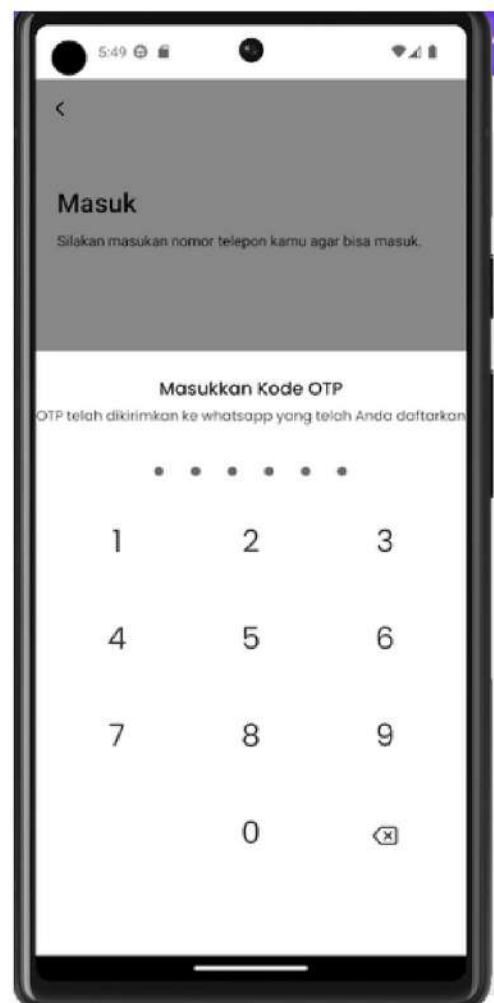 5:49
Masuk
Silakan masukan nomor telepon kamu agar bisa masuk.
Masukkan Kode OTP
OTP telah dikirimkan ke whatsapp yang telah Anda daftarkan
1 2 3
4 5 6
7 8 9
0